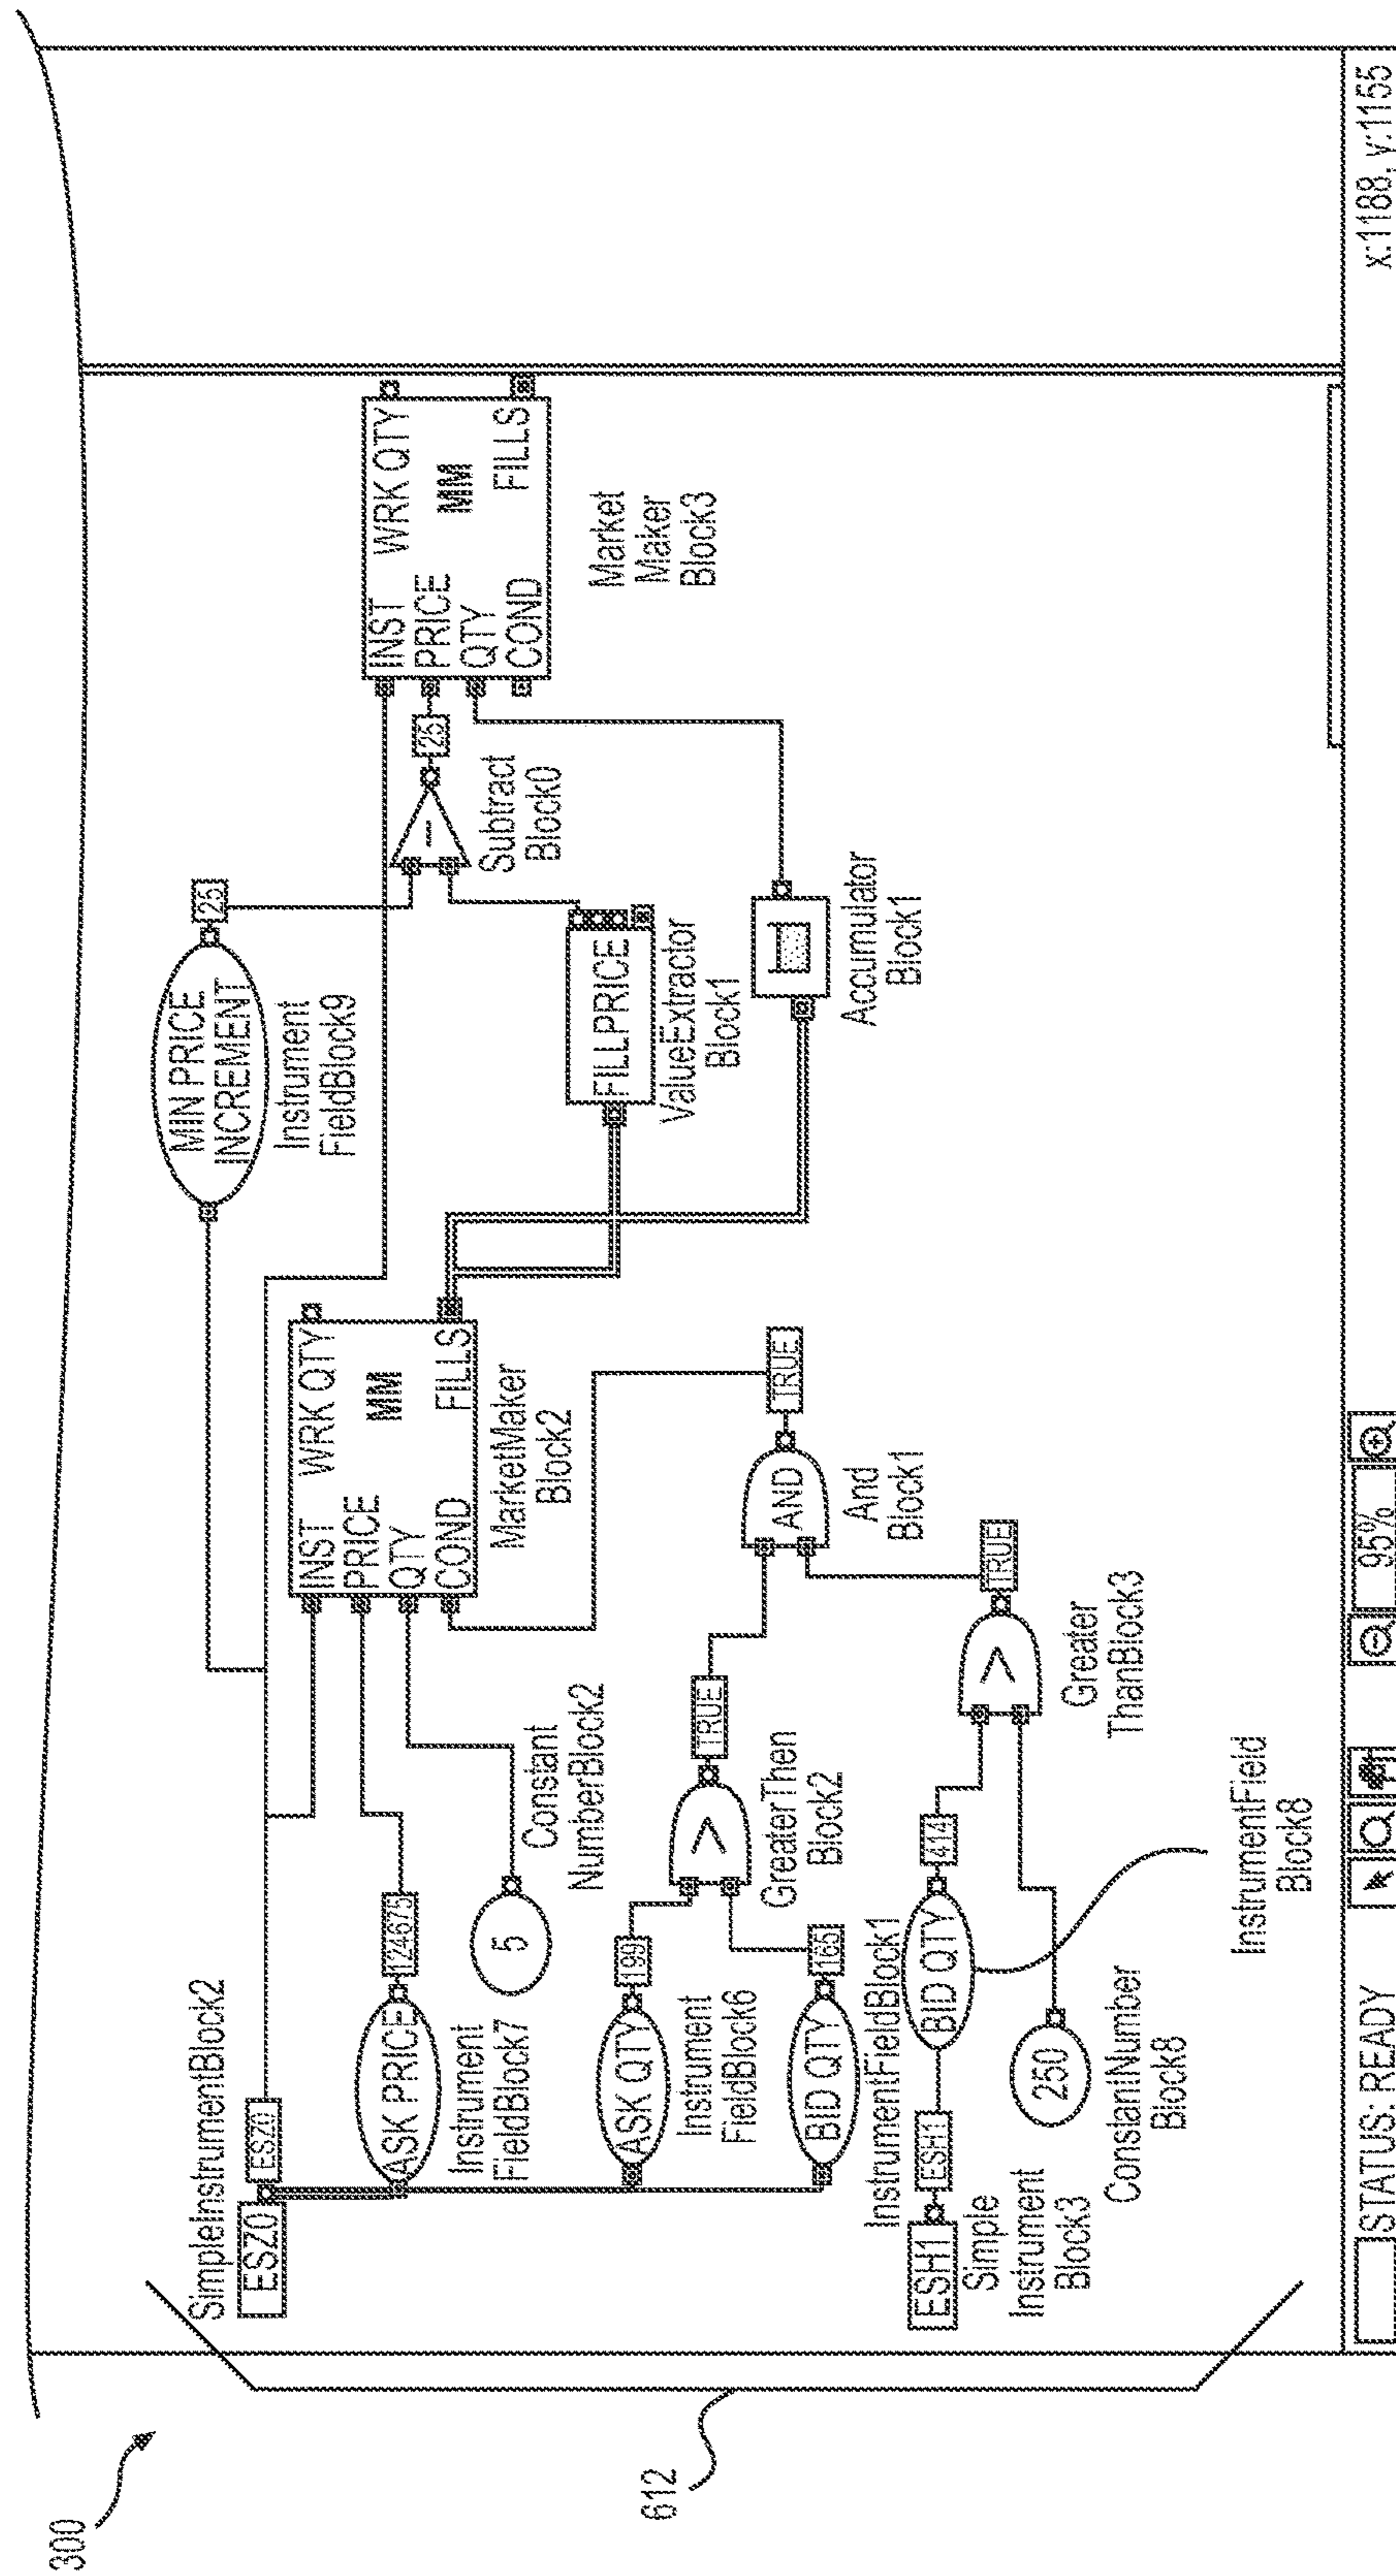 300
612
SimpleInstrumentBlock2
ESZ0
ESZ0
MIN PRICE
INCREMENT
25
Instrument
FieldBlock9
INST
WRK QTY
PRICE
MM
QTY
COND
FILLS
MarketMaker
Block2
ASK PRICE
124675
Instrument
FieldBlock7
5
Constant
NumberBlock2
ASK QTY
199
Instrument
FieldBlock6
BID QTY
165
InstrumentFieldBlock1
>
TRUE
GreaterThen
Block2
ESH1
ESH1
Simple
Instrument
Block3
BID QTY
414
250
ConstantNumber
Block8
InstrumentField
Block8
>
TRUE
Greater
ThanBlock3
AND
TRUE
And
Block1
FILLPRICE
ValueExtractor
Block1
Accumulator
Block1
−
25
Subtract
Block0
INST
WRK QTY
PRICE
MM
QTY
COND
FILLS
Market
Maker
Block3
STATUS: READY
95%
x:1188, y:1155